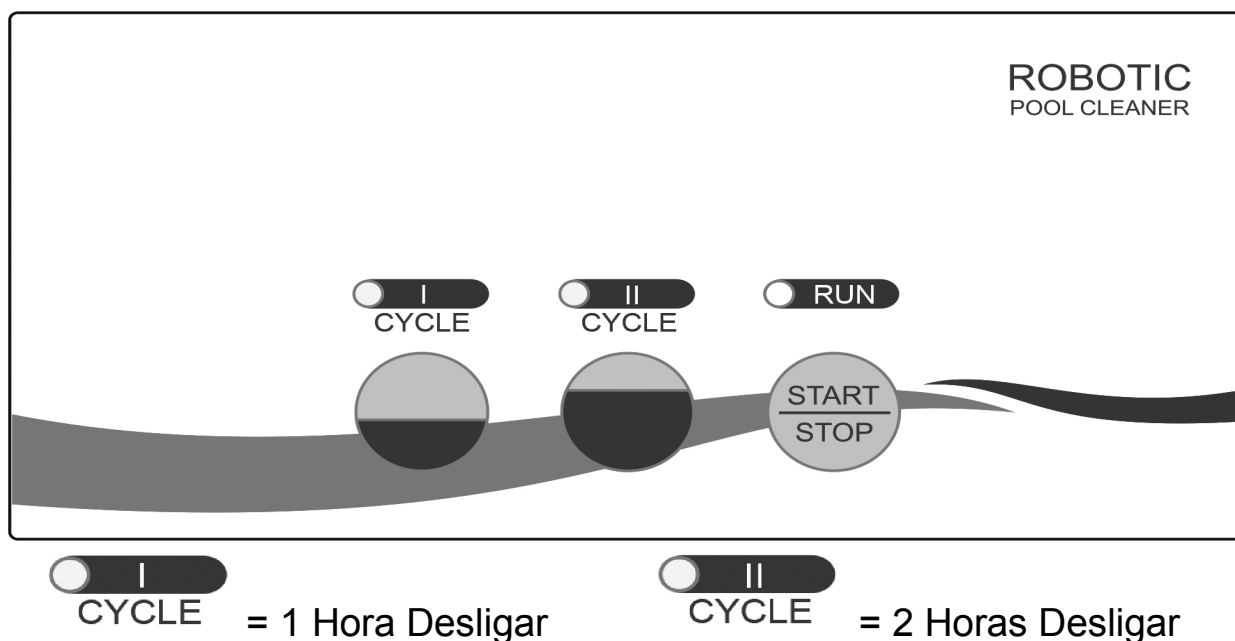 ROBOTIC
POOL CLEANER
I II RUN
CYCLE CYCLE
START
STOP
I II
CYCLE = 1 Hora Desligar CYCLE = 2 Horas Desligar